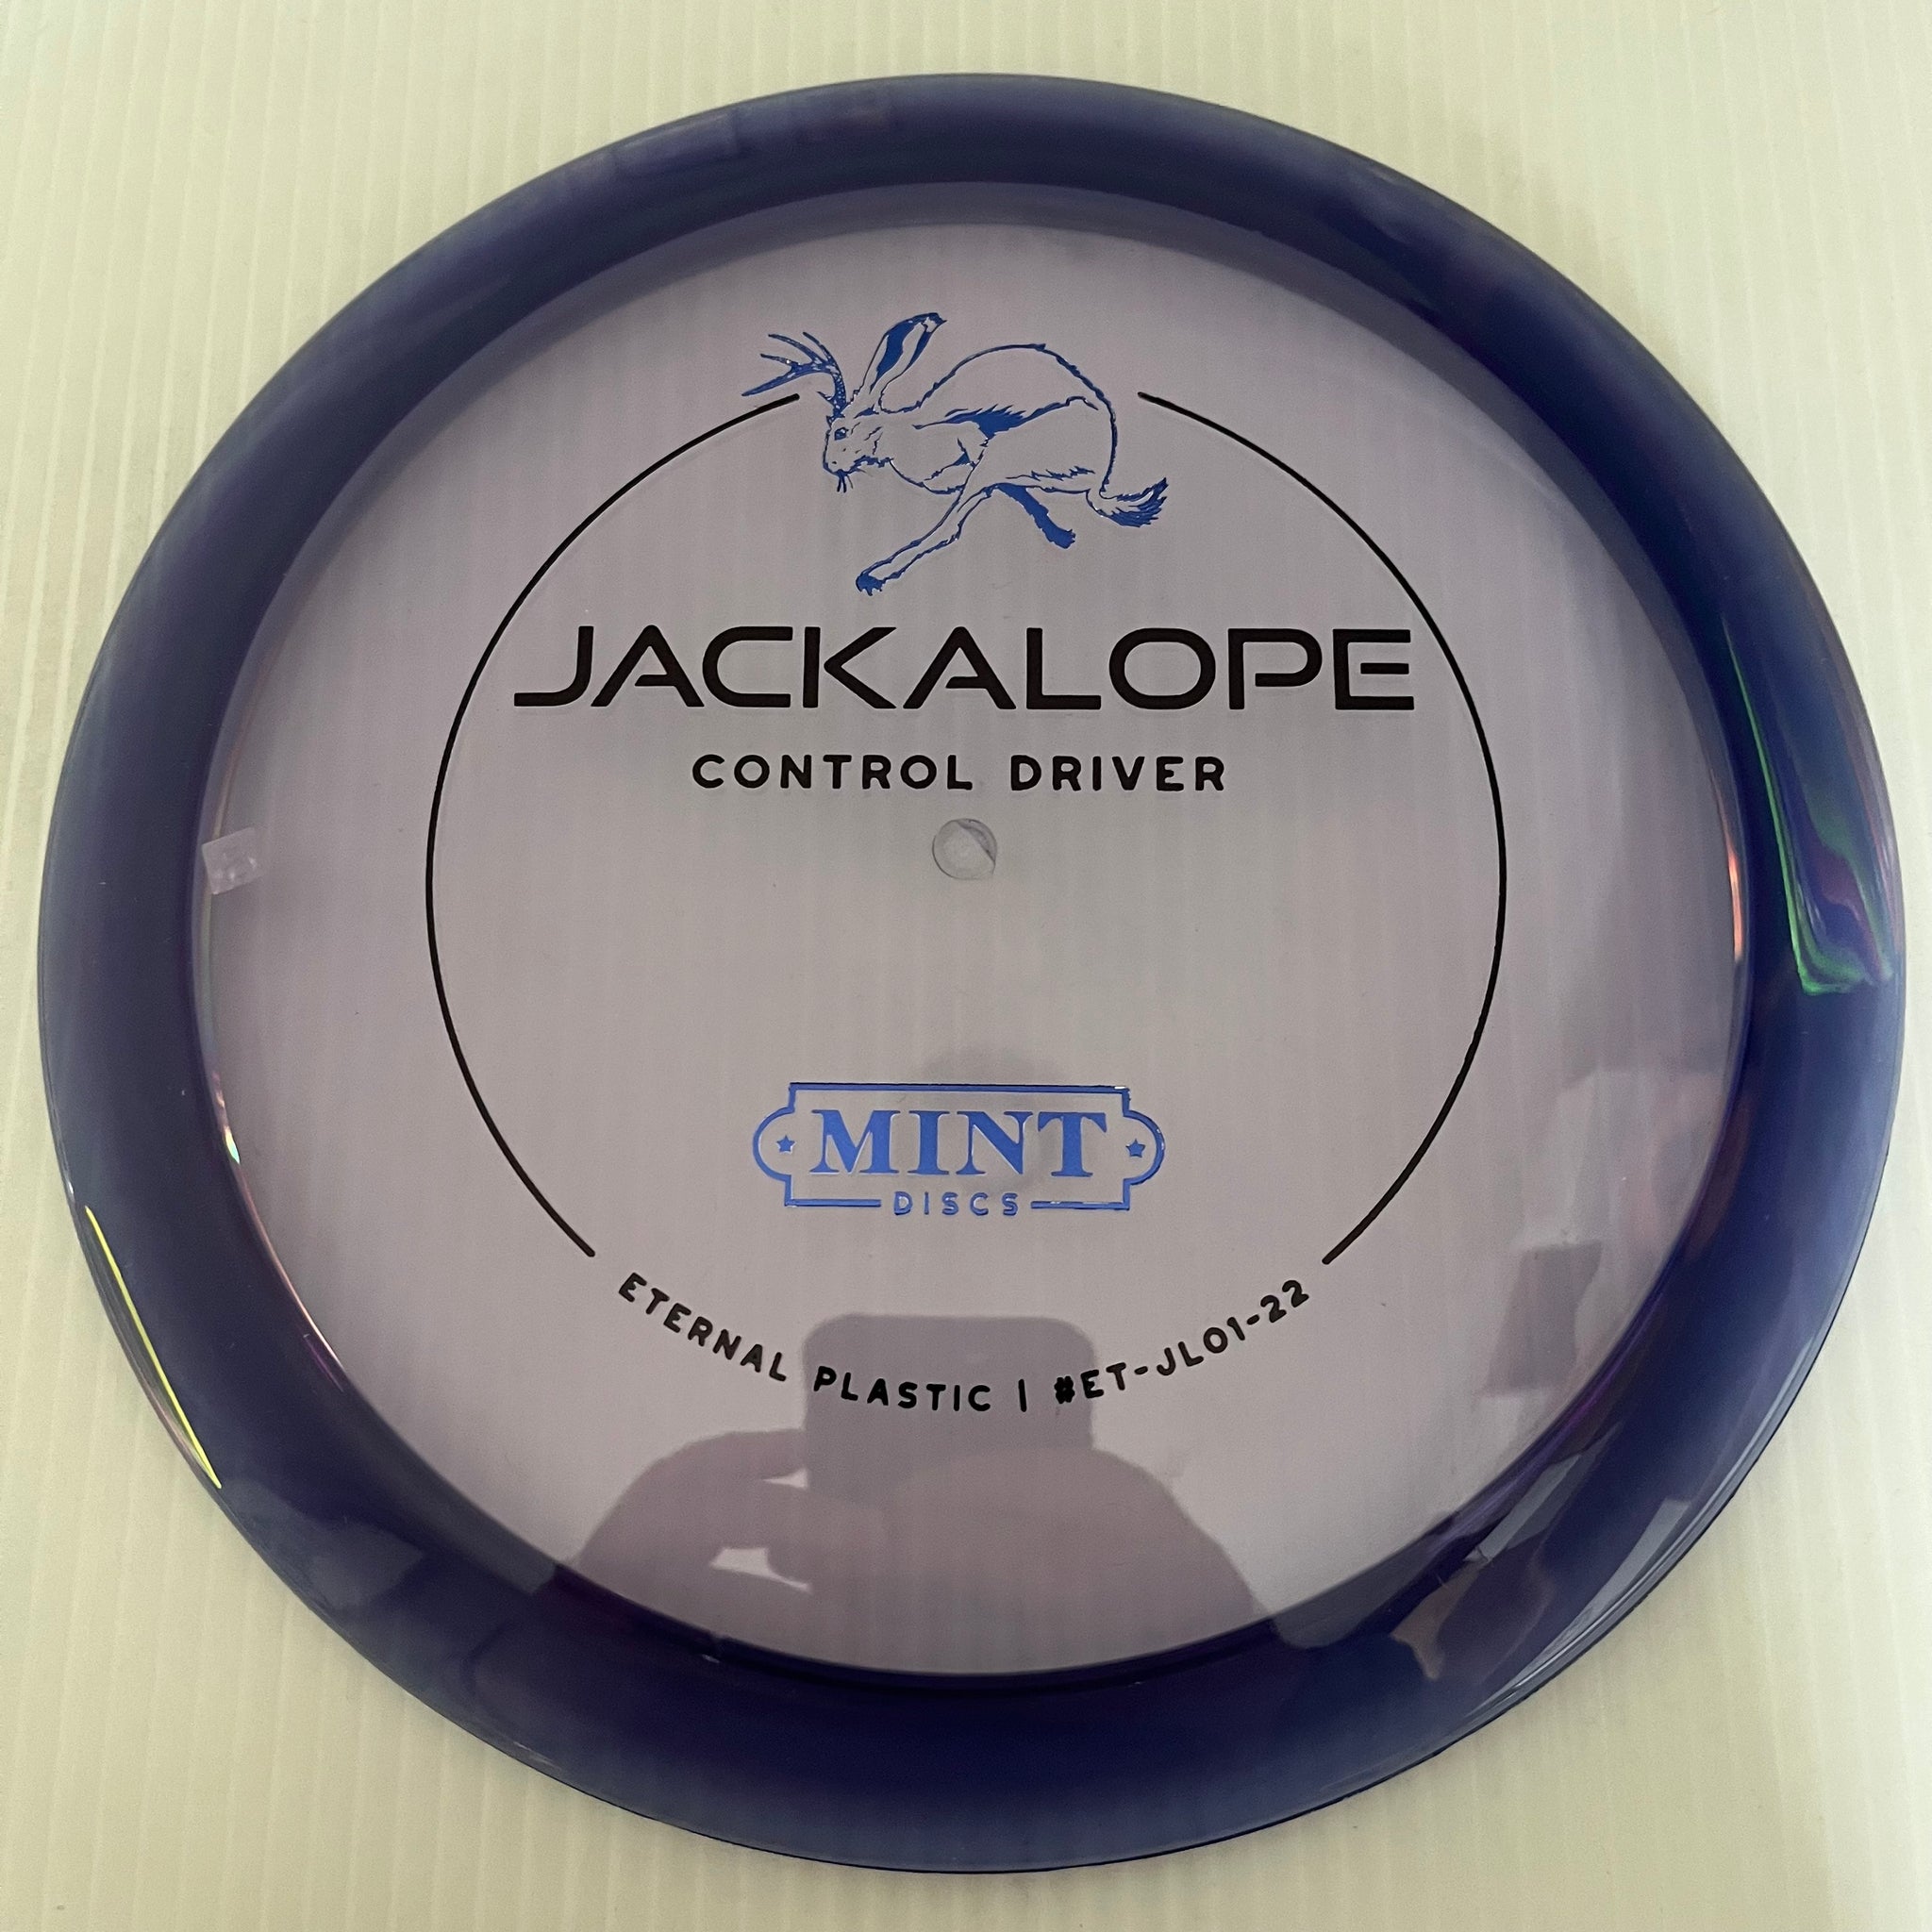 JACKALOPE
CONTROL DRIVER
MINT
DISCS
ETERNAL PLASTIC | #ET-JL01-22